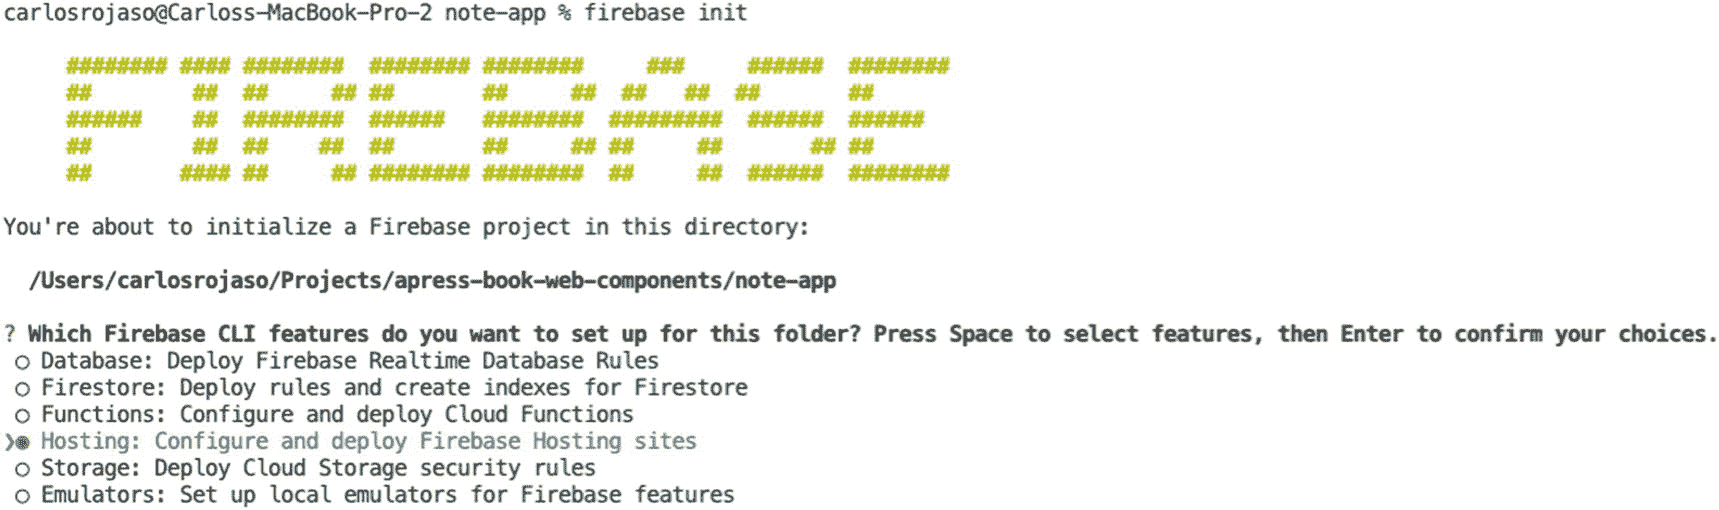 carlosrojaso@Carloss-MacBook-Pro-2 note-app % firebase init
FIREBASE
You're about to initialize a Firebase project in this directory:
/Users/carlosrojaso/Projects/apress-book-web-components/note-app
? Which Firebase CLI features do you want to set up for this folder? Press Space to select features, then Enter to confirm your choices.
○ Database: Deploy Firebase Realtime Database Rules
○ Firestore: Deploy rules and create indexes for Firestore
○ Functions: Configure and deploy Cloud Functions
❯◉ Hosting: Configure and deploy Firebase Hosting sites
○ Storage: Deploy Cloud Storage security rules
○ Emulators: Set up local emulators for Firebase features